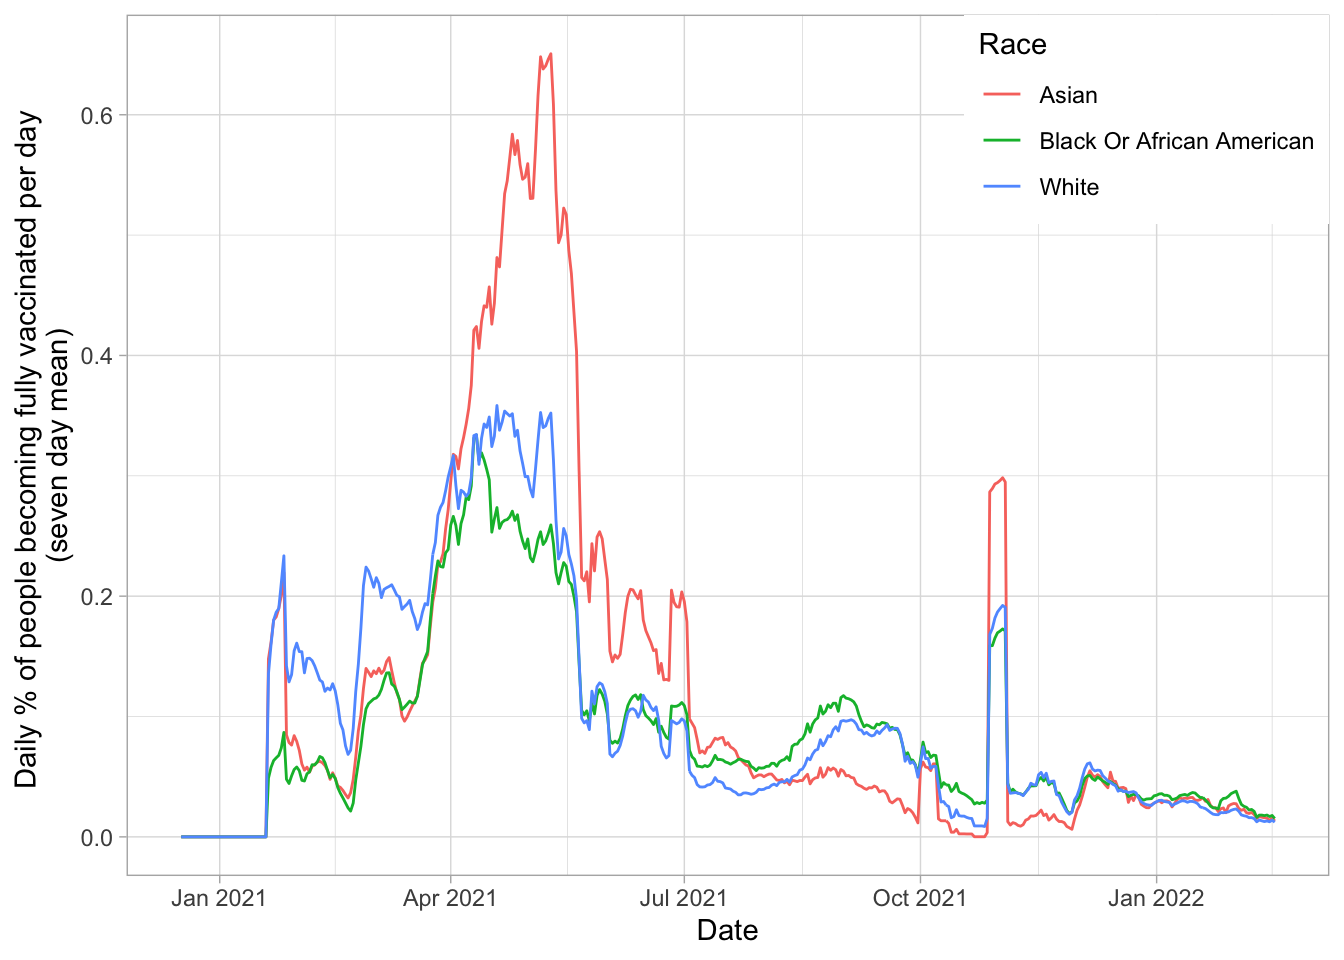 Race
Asian
Black Or African American
White
Daily % of people becoming fully vaccinated per day
(seven day mean)
0.6
0.4
0.2
0.0
Jan 2021
Apr 2021
Jul 2021
Oct 2021
Jan 2022
Date